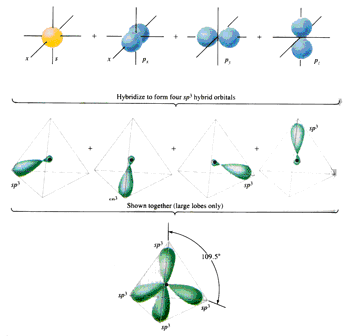 + + +
x s x pₓ p_y p_z
Hybridize to form four sp³ hybrid orbitals
+ + +
sp³
sp³ sp³ sp³
Shown together (large lobes only)
sp³
109.5°
sp³ sp³
sp³